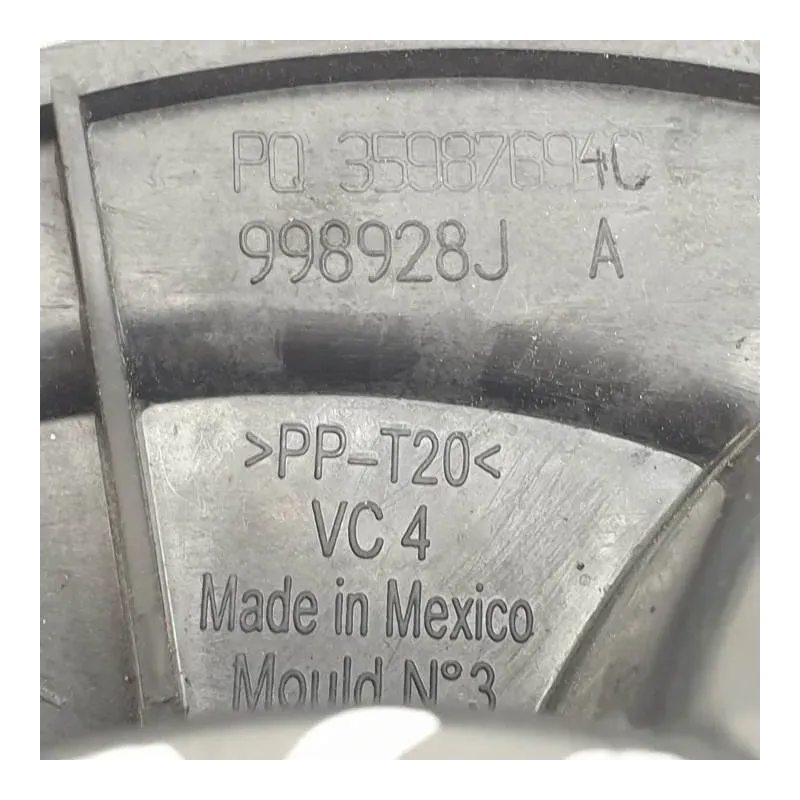 PQ 35987694C
998928J A
>PP-T20<
VC 4
Made in Mexico
Mould N°3